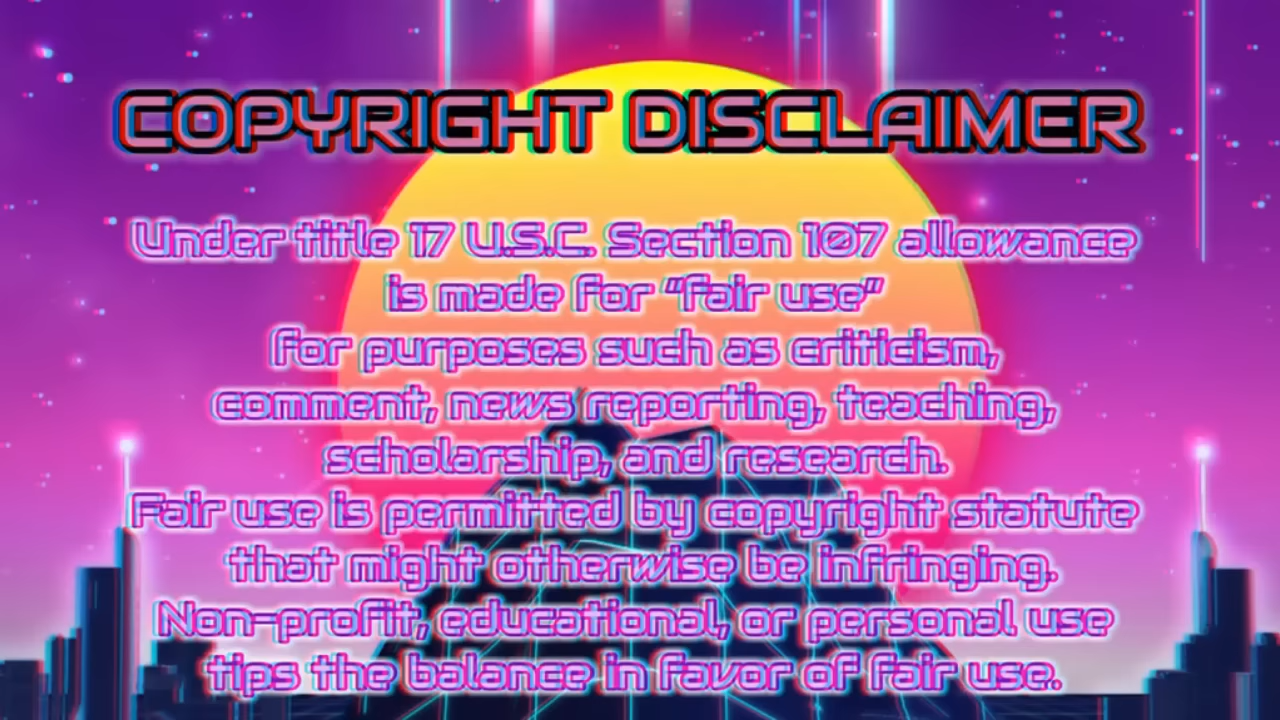 COPYRIGHT DISCLAIMER
Under title 17 U.S.C. Section 107 allowance
is made for “fair use”
for purposes such as criticism,
comment, news reporting, teaching,
scholarship, and research.
Fair use is permitted by copyright statute
that might otherwise be infringing.
Non-profit, educational, or personal use
tips the balance in favor of fair use.